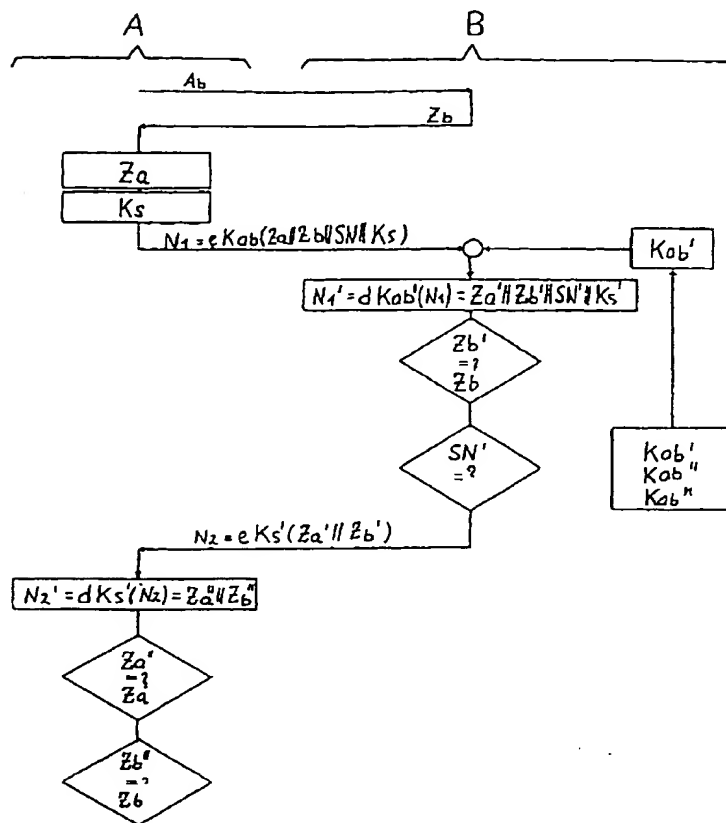 A
B
Ab
Zb
Za
Ks
N1 = e Kab(Za//Zb//SN//Ks)
Kab'
N1' = d Kab'(N1) = Za'//Zb'//SN'//Ks'
Zb'
=?
Zb
SN'
=?
Kab'
Kab"
Kab"
N2 = e Ks'(Za'//Zb')
N2' = d Ks'(N2) = Za"//Zb"
Za"
=?
Za
Zb"
=?
Zb